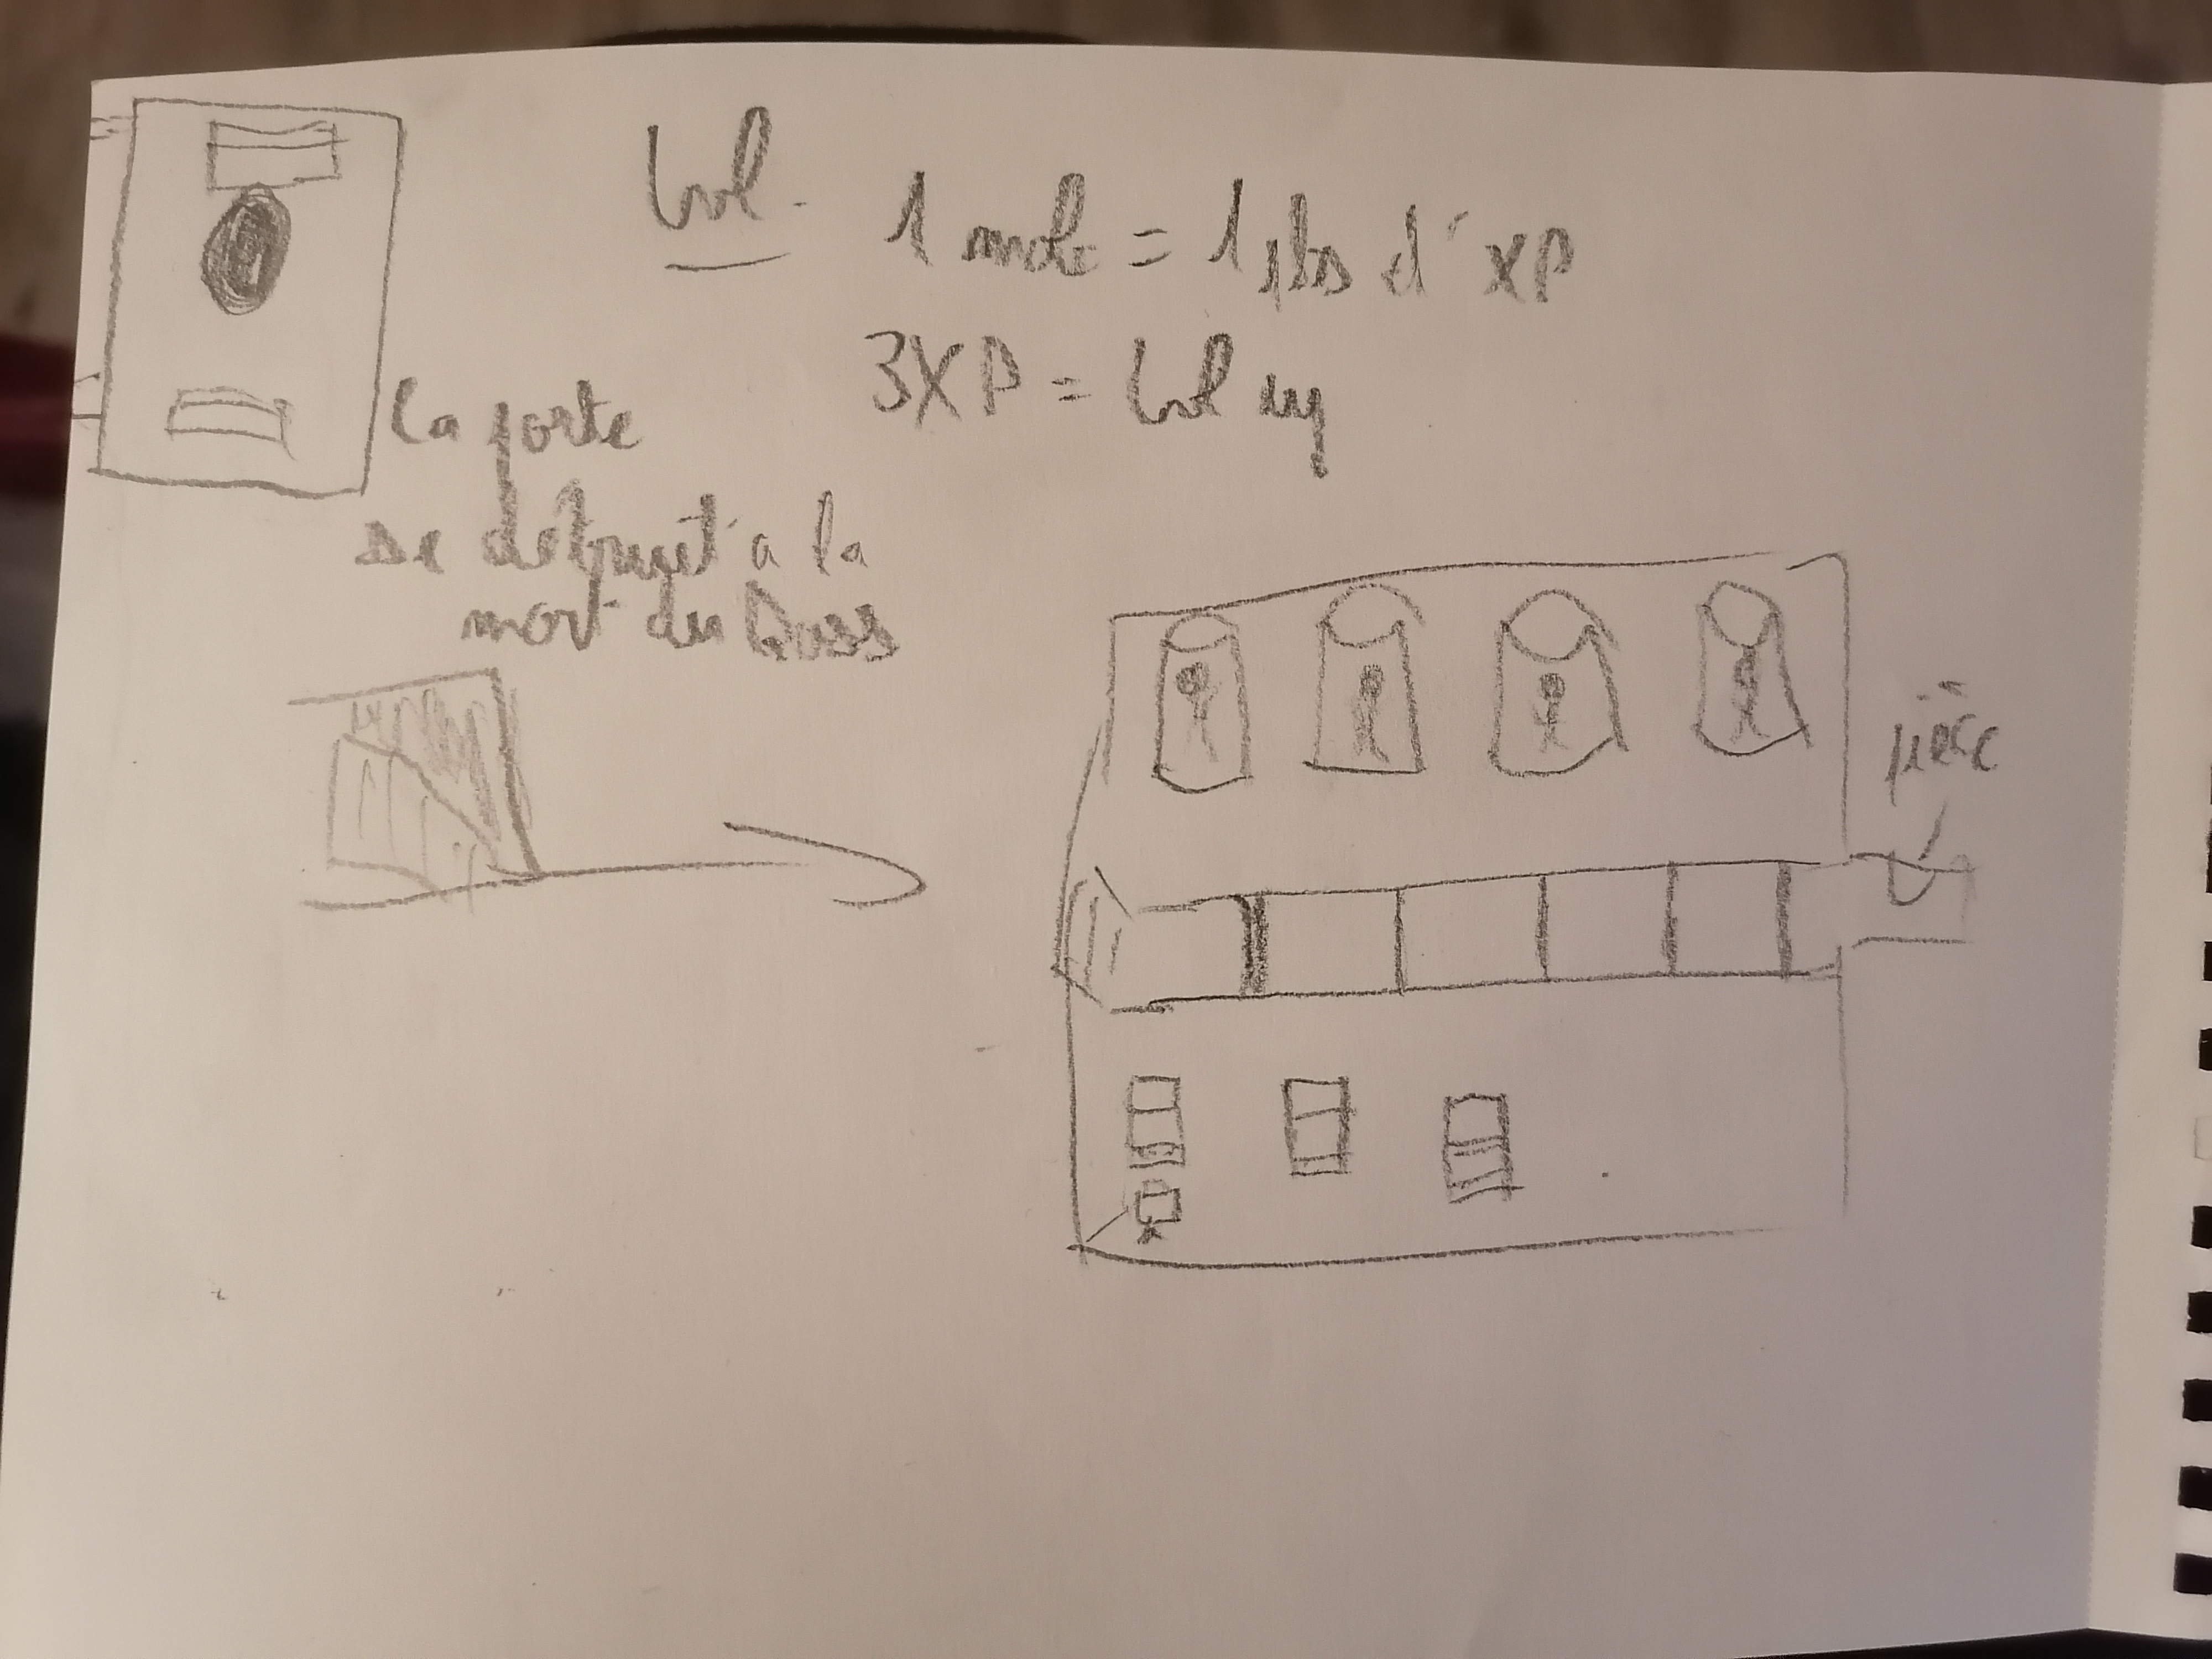 lvl.
1 mob = 1 pts d'XP
3XP = lvl up
la porte
se détruit à la
mort du Boss
pièce